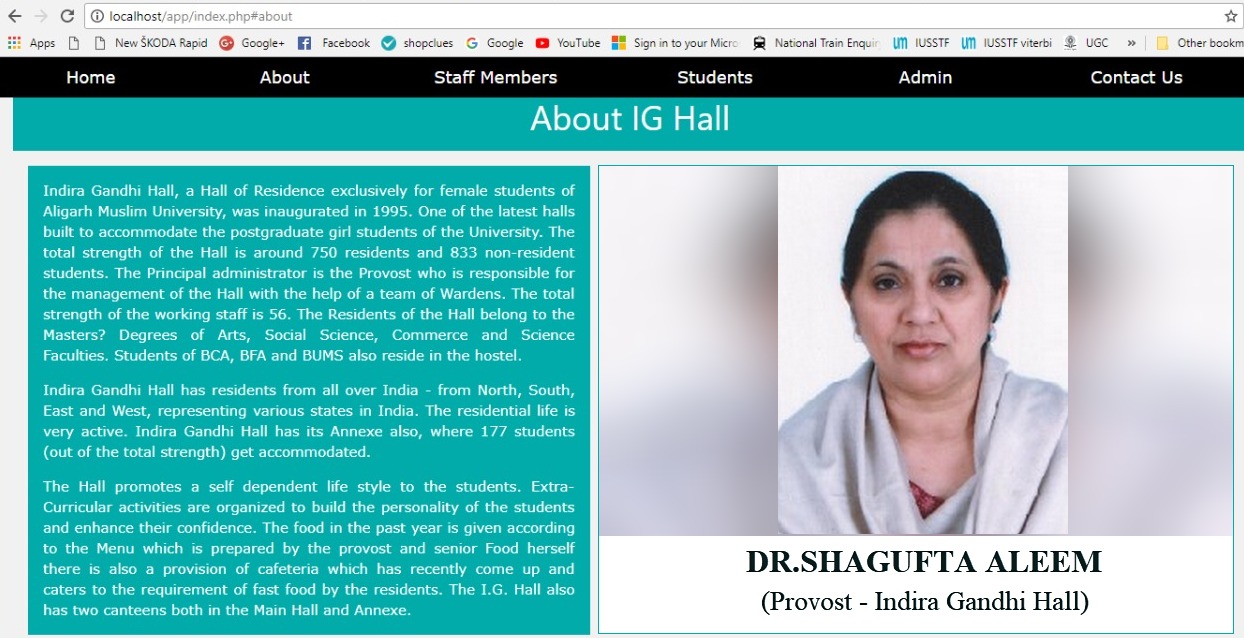 localhost/app/index.php#about
Apps New ŠKODA Rapid Google+ Facebook shopclues Google YouTube Sign in to your Micro National Train Enquir IUSSTF IUSSTF viterbi UGC » Other bookm
Home About Staff Members Students Admin Contact Us
About IG Hall
Indira Gandhi Hall, a Hall of Residence exclusively for female students of
Aligarh Muslim University, was inaugurated in 1995. One of the latest halls
built to accommodate the postgraduate girl students of the University. The
total strength of the Hall is around 750 residents and 833 non-resident
students. The Principal administrator is the Provost who is responsible for
the management of the Hall with the help of a team of Wardens. The total
strength of the working staff is 56. The Residents of the Hall belong to the
Masters? Degrees of Arts, Social Science, Commerce and Science
Faculties. Students of BCA, BFA and BUMS also reside in the hostel.
Indira Gandhi Hall has residents from all over India - from North, South,
East and West, representing various states in India. The residential life is
very active. Indira Gandhi Hall has its Annexe also, where 177 students
(out of the total strength) get accommodated.
The Hall promotes a self dependent life style to the students. Extra-
Curricular activities are organized to build the personality of the students
and enhance their confidence. The food in the past year is given according
to the Menu which is prepared by the provost and senior Food herself
there is also a provision of cafeteria which has recently come up and
caters to the requirement of fast food by the residents. The I.G. Hall also
has two canteens both in the Main Hall and Annexe.
DR.SHAGUFTA ALEEM
(Provost - Indira Gandhi Hall)